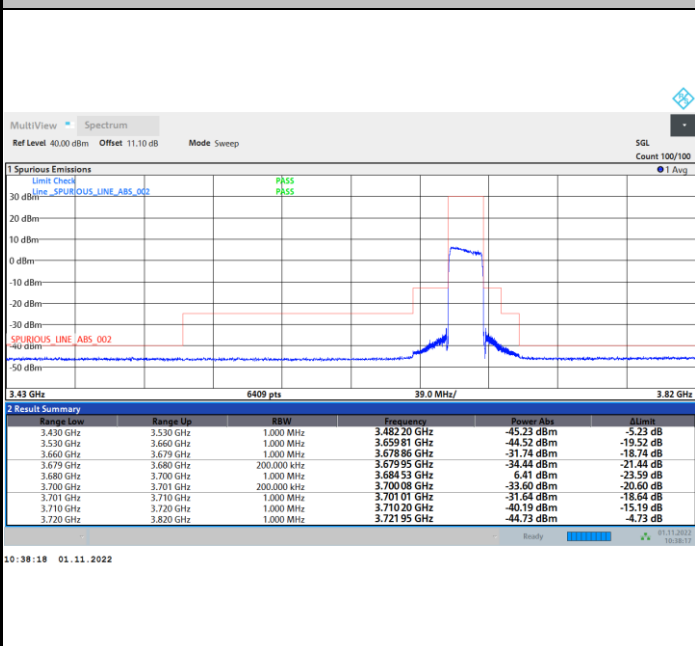 MultiView Spectrum
Ref Level 40.00 dBm Offset 11.10 dB Mode Sweep SGL
Count 100/100
1 Spurious Emissions 1 Avg
Limit Check PASS
Line _SPURIOUS_LINE_ABS_002 PASS
30 dBm
20 dBm
10 dBm
0 dBm
-10 dBm
-20 dBm
-30 dBm
SPURIOUS_LINE_ABS_002
-40 dBm
-50 dBm
3.43 GHz 6409 pts 39.0 MHz/ 3.82 GHz
2 Result Summary
Range Low Range Up RBW Frequency Power Abs ΔLimit
3.430 GHz 3.530 GHz 1.000 MHz 3.482 20 GHz -45.23 dBm -5.23 dB
3.530 GHz 3.660 GHz 1.000 MHz 3.659 81 GHz -44.52 dBm -19.52 dB
3.660 GHz 3.679 GHz 1.000 MHz 3.678 86 GHz -31.74 dBm -18.74 dB
3.679 GHz 3.680 GHz 200.000 kHz 3.679 95 GHz -34.44 dBm -21.44 dB
3.680 GHz 3.700 GHz 1.000 MHz 3.684 53 GHz 6.41 dBm -23.59 dB
3.700 GHz 3.701 GHz 200.000 kHz 3.700 08 GHz -33.60 dBm -20.60 dB
3.701 GHz 3.710 GHz 1.000 MHz 3.701 01 GHz -31.64 dBm -18.64 dB
3.710 GHz 3.720 GHz 1.000 MHz 3.710 20 GHz -40.19 dBm -15.19 dB
3.720 GHz 3.820 GHz 1.000 MHz 3.721 95 GHz -44.73 dBm -4.73 dB
Ready 01.11.2022
10:38:17
10:38:18 01.11.2022